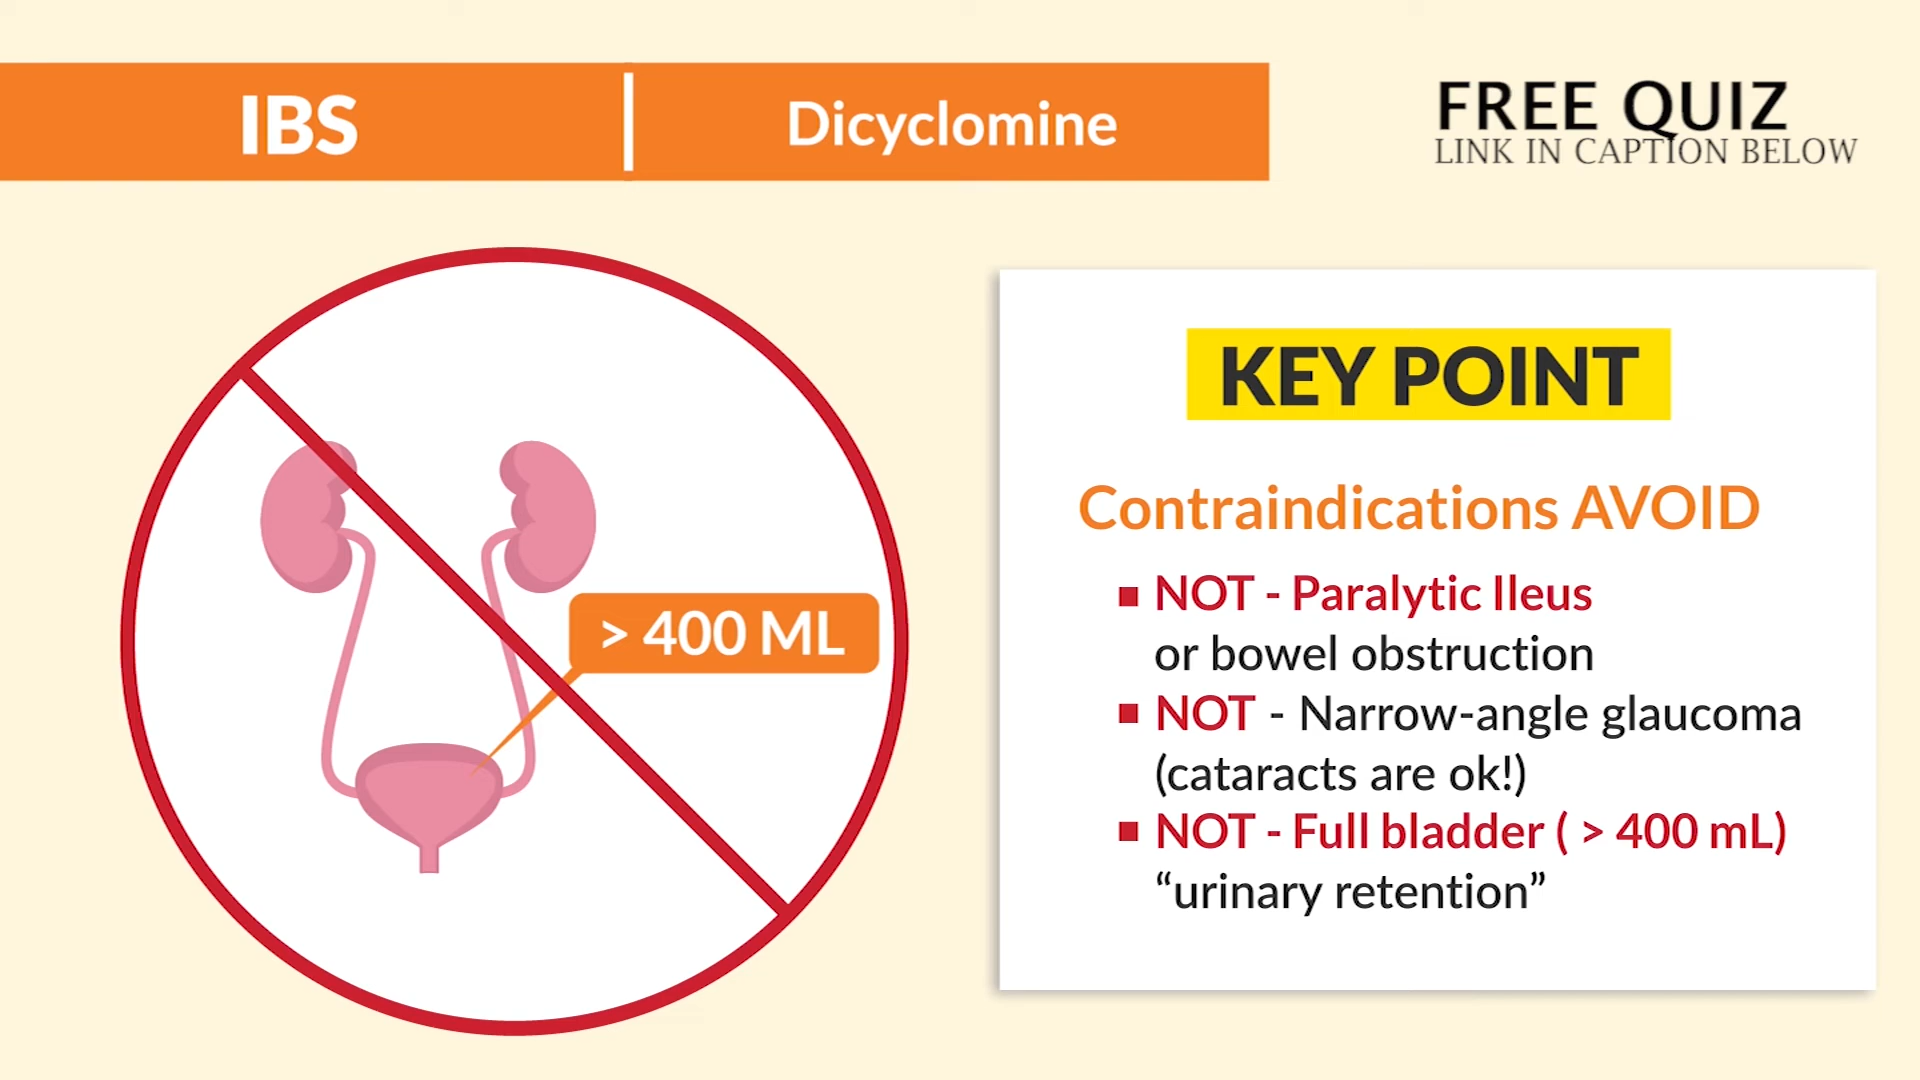 IBS
Dicyclomine
FREE QUIZ
LINK IN CAPTION BELOW
> 400 ML
KEY POINT
Contraindications AVOID
■ NOT - Paralytic Ileus
or bowel obstruction
■ NOT - Narrow-angle glaucoma
(cataracts are ok!)
■ NOT - Full bladder ( > 400 mL)
“urinary retention”